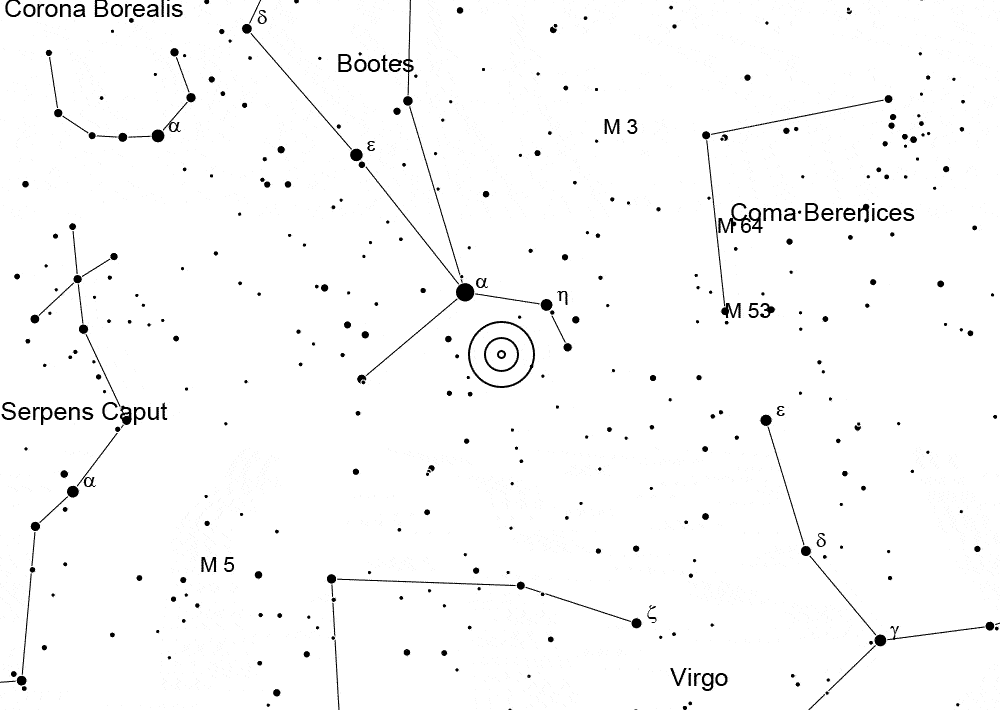 Corona Borealis
δ
Bootes
M 3
α
ε
Coma Berenices
M 64
α
η
M 53
Serpens Caput
ε
α
δ
M 5
ζ
γ
Virgo